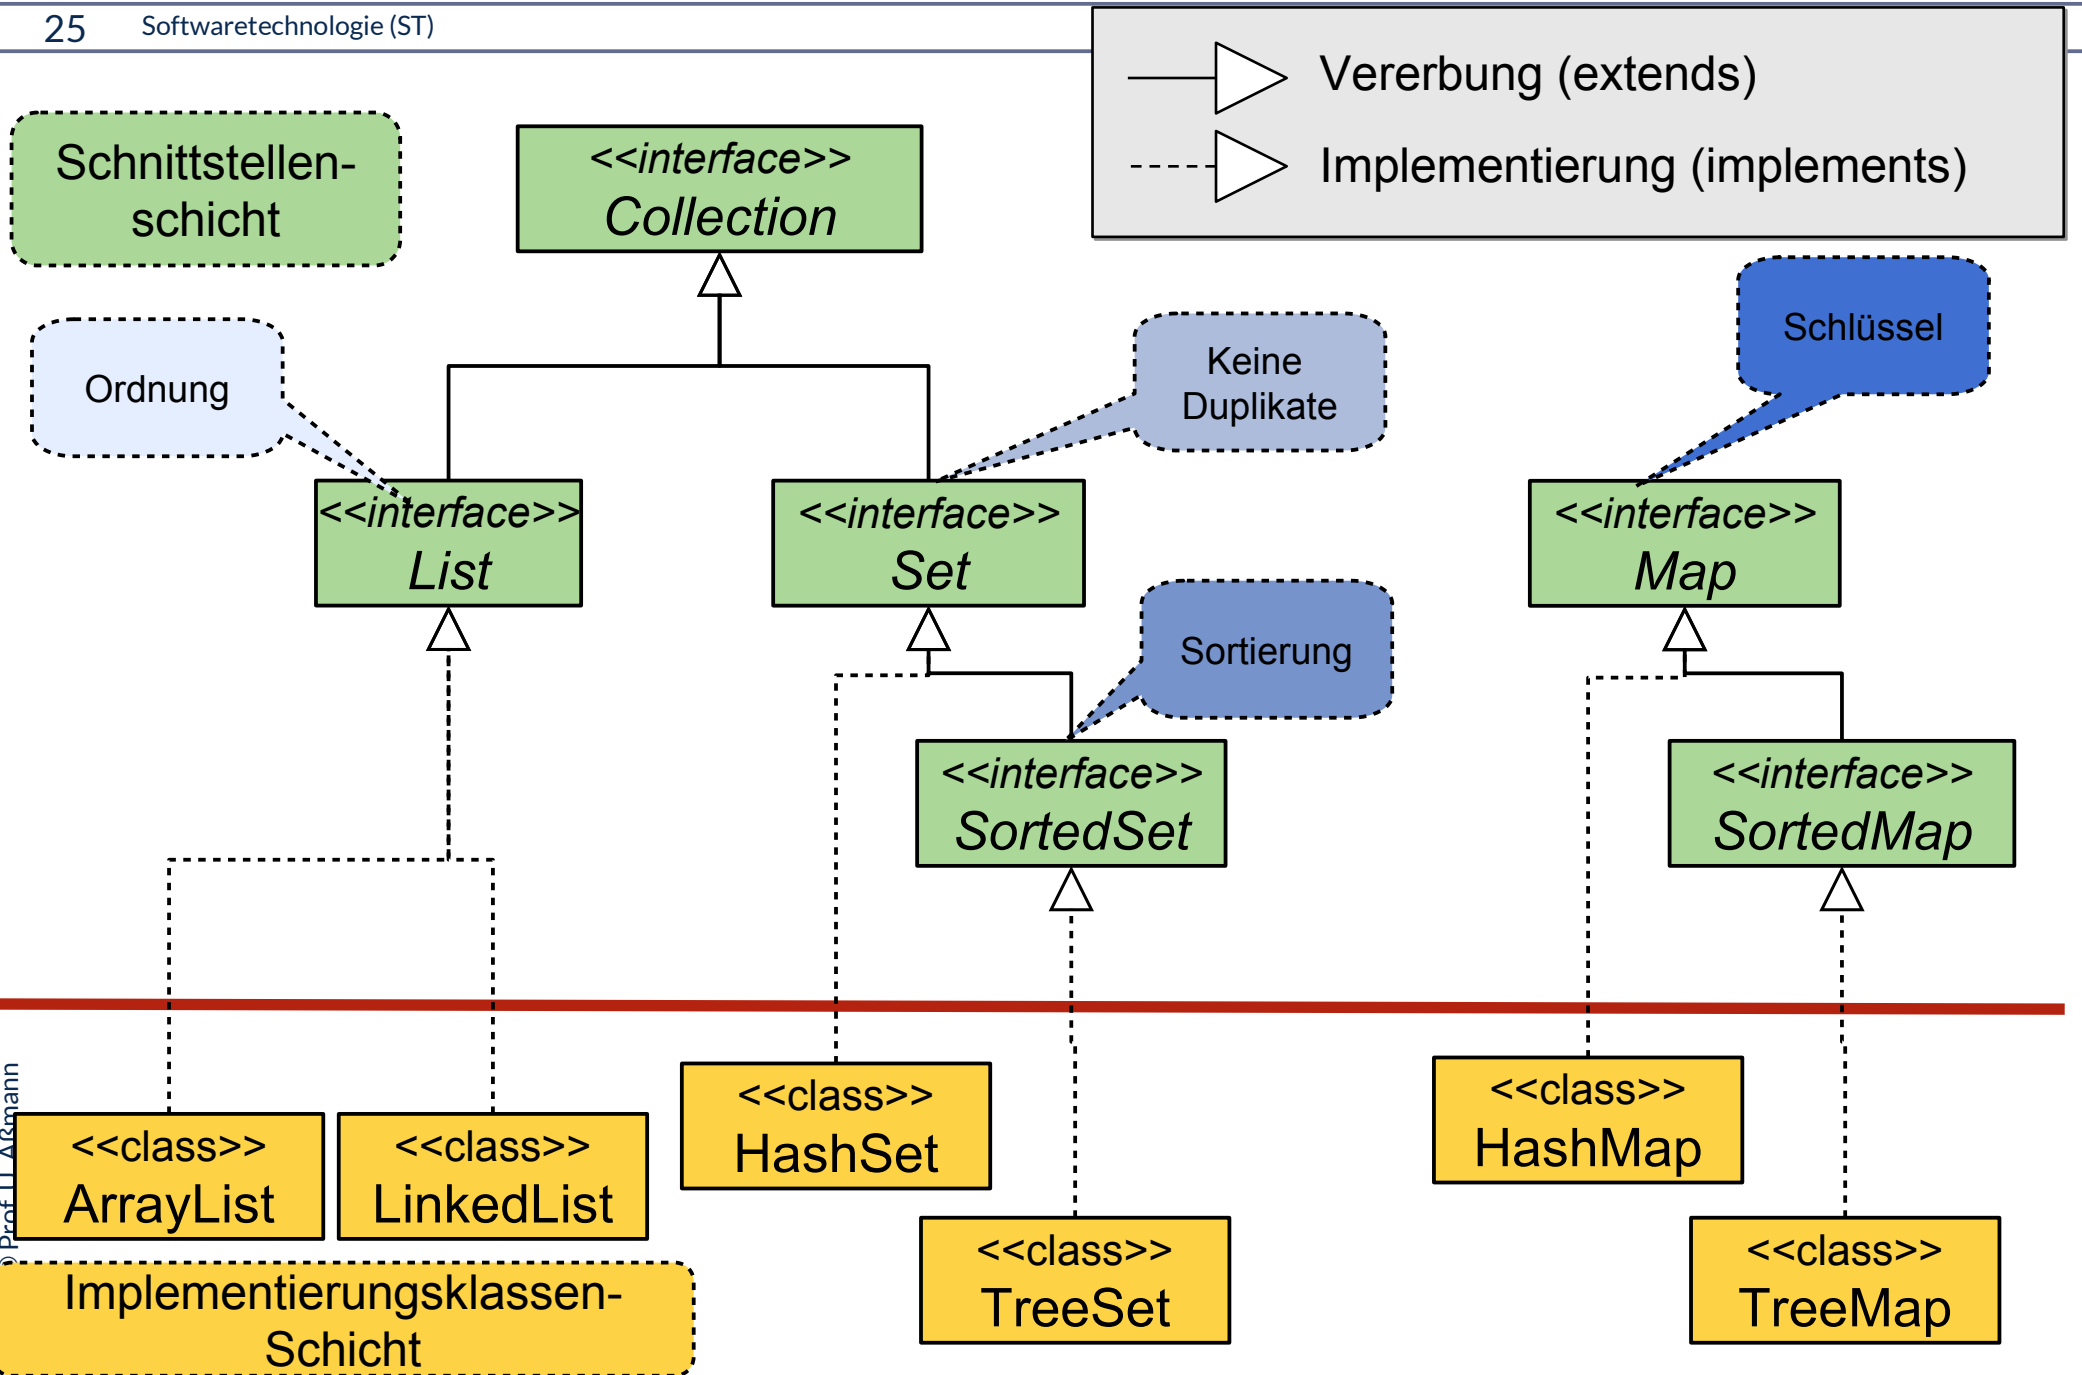 25 Softwaretechnologie (ST)
Vererbung (extends)
Implementierung (implements)
Schnittstellen-
schicht
<<interface>>
Collection
Ordnung
Keine
Duplikate
Schlüssel
<<interface>>
List
<<interface>>
Set
<<interface>>
Map
Sortierung
<<interface>>
SortedSet
<<interface>>
SortedMap
<<class>>
ArrayList
<<class>>
LinkedList
<<class>>
HashSet
<<class>>
TreeSet
<<class>>
HashMap
<<class>>
TreeMap
Implementierungsklassen-
Schicht
© Prof. U. Aßmann